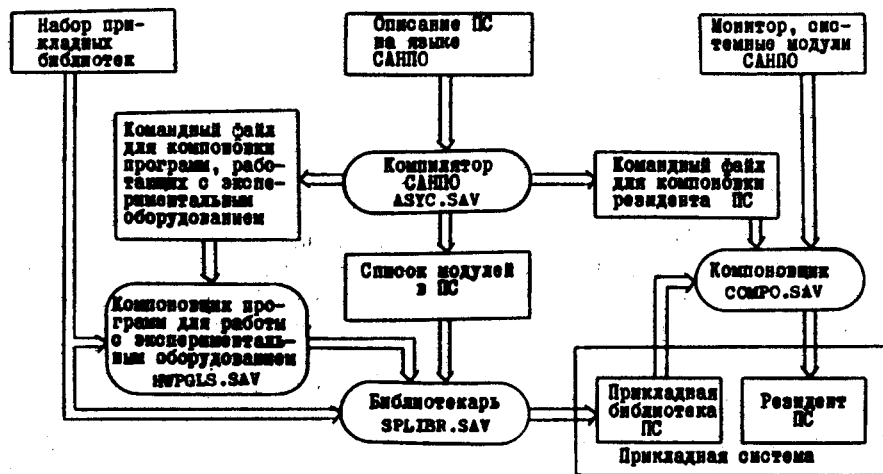 Набор при-
кладных
библиотек
Описание ПС
на языке
САНПО
Монитор, сис-
темные модули
САНПО
Командный файл
для компоновки
программ, рабо-
тающих с экспе-
риментальным
оборудованием
Компилятор
САНПО
ASYC.SAV
Командный файл
для компоновки
резидента ПС
Список модулей
в ПС
Компоновщик
COMPO.SAV
Компоновщик про-
грамм для работы
с эксперименталь-
ным оборудованием
HWPGLS.SAV
Библиотекарь
SPLIBR.SAV
Прикладная
библиотека
ПС
Резидент
ПС
Прикладная система